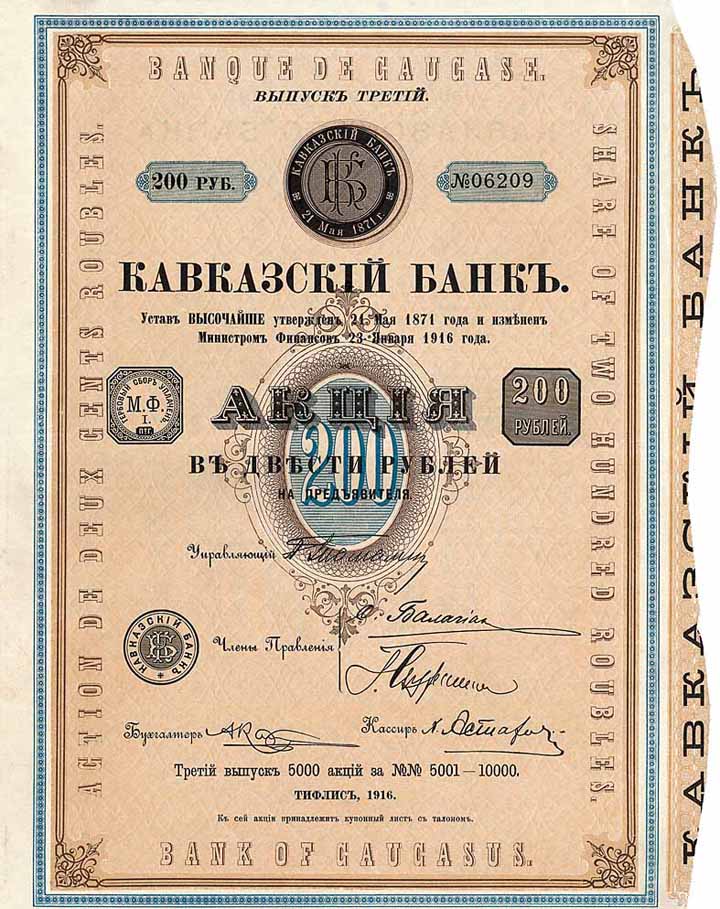 BANQUE DE CAUCASE.
ВЫПУСКЪ ТРЕТІЙ.
КАВКАЗСКІЙ БАНКЪ
21 Мая 1871 г.
200 РУБ.
№06209
КАВКАЗСКІЙ БАНКЪ.
Уставъ ВЫСОЧАЙШЕ утвержденъ 21 Мая 1871 года и измѣненъ
Министромъ Финансовъ 23 Января 1916 года.
АКЦІЯ
ГЕРБОВЫЙ СБОРЪ УПЛАЧЕНЪ.
М.Ф.
I.
ПТГ
200
РУБЛЕЙ.
200
ВЪ ДВѢСТИ РУБЛЕЙ
НА ПРЕДЪЯВИТЕЛЯ.
Управляющій
КАВКАЗСКІЙ БАНКЪ
Члены Правленія
Бухгалтеръ
Кассиръ
Третій выпускъ 5000 акцій за №№ 5001—10000.
ТИФЛИСЪ, 1916.
Къ сей акціи принадлежитъ купонный листъ съ талономъ.
BANK OF CAUCASUS.
ACTION DE DEUX CENTS ROUBLES.
SHARE OF TWO HUNDRED ROUBLES.
КАВКАЗСКІЙ БАНКЪ